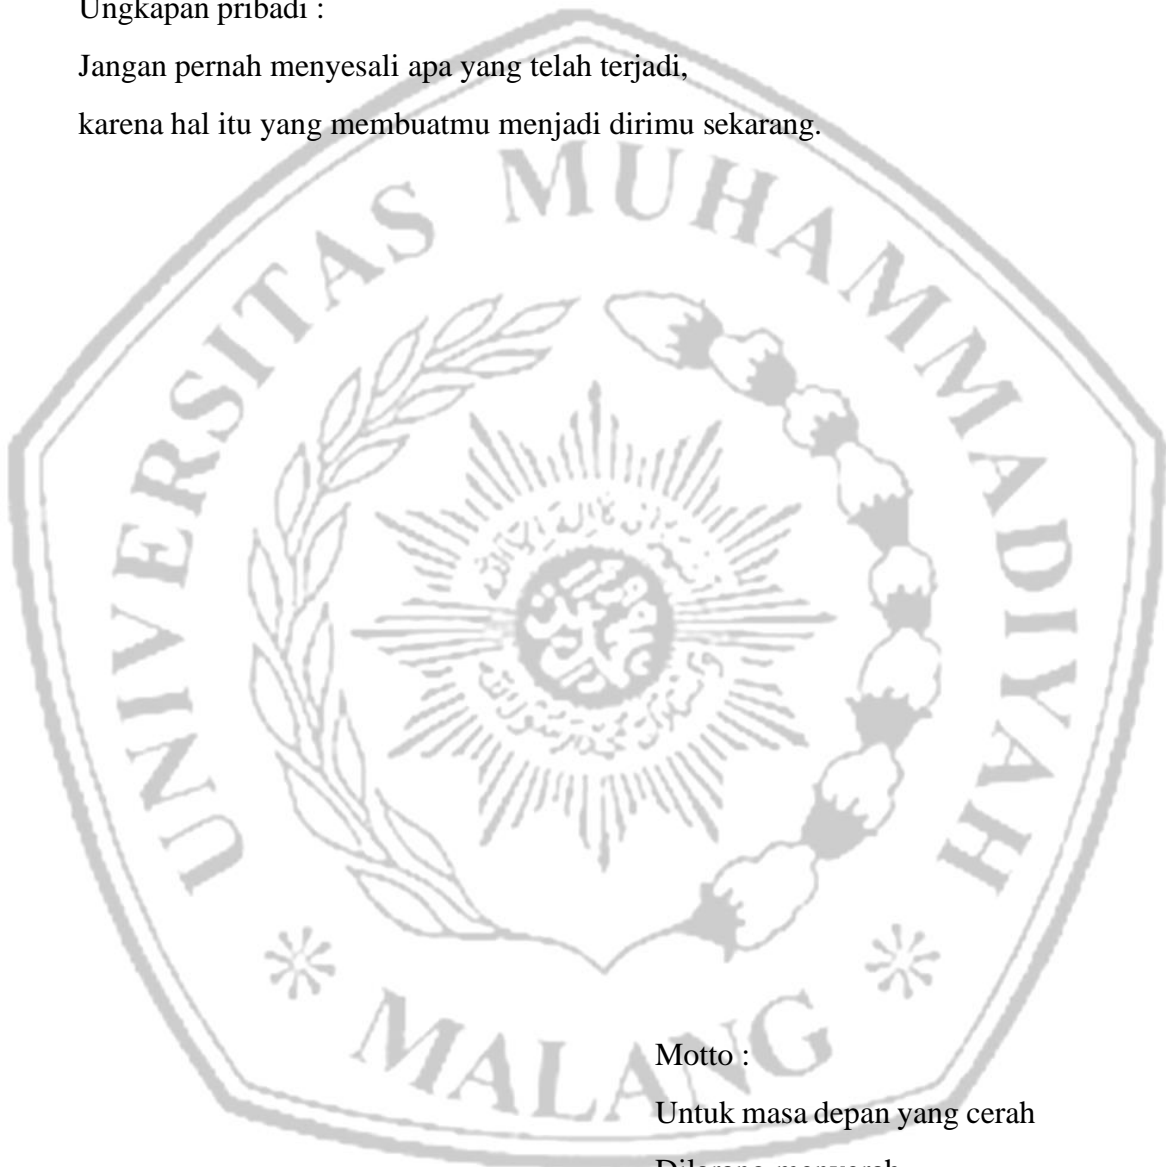 Ungkapan pribadi :
Jangan pernah menyesali apa yang telah terjadi,
karena hal itu yang membuatmu menjadi dirimu sekarang.
UNIVERSITAS MUHAMMADIYAH
MALANG
Motto :
Untuk masa depan yang cerah
Dilarang menyerah